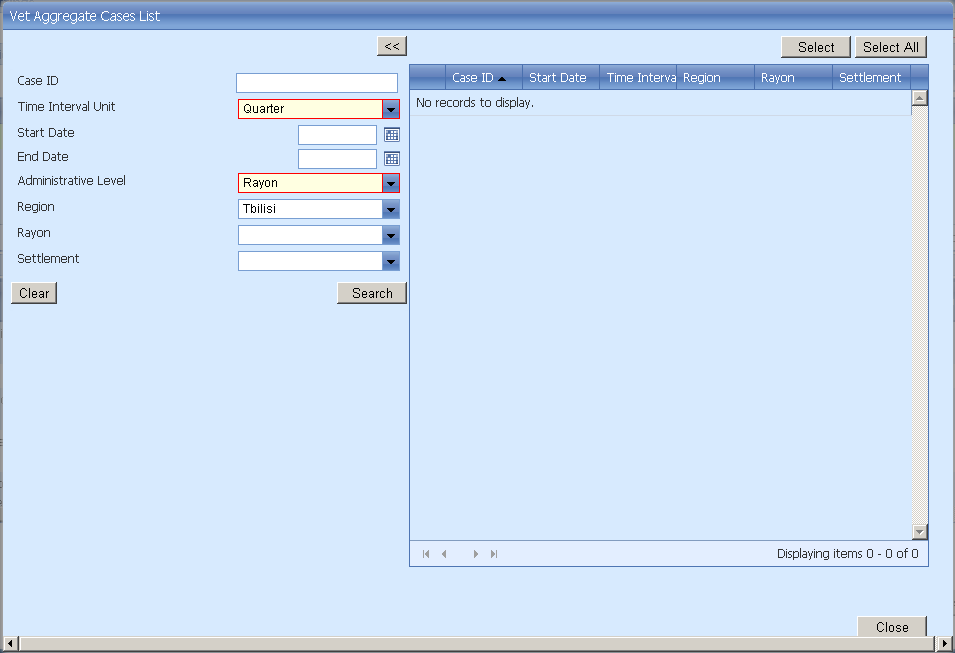 Vet Aggregate Cases List
<<
Select
Select All
Case ID
Time Interval Unit
Quarter
Start Date
End Date
Administrative Level
Rayon
Region
Tbilisi
Rayon
Settlement
Clear
Search
Case ID
Start Date
Time Interva
Region
Rayon
Settlement
No records to display.
Displaying items 0 - 0 of 0
Close